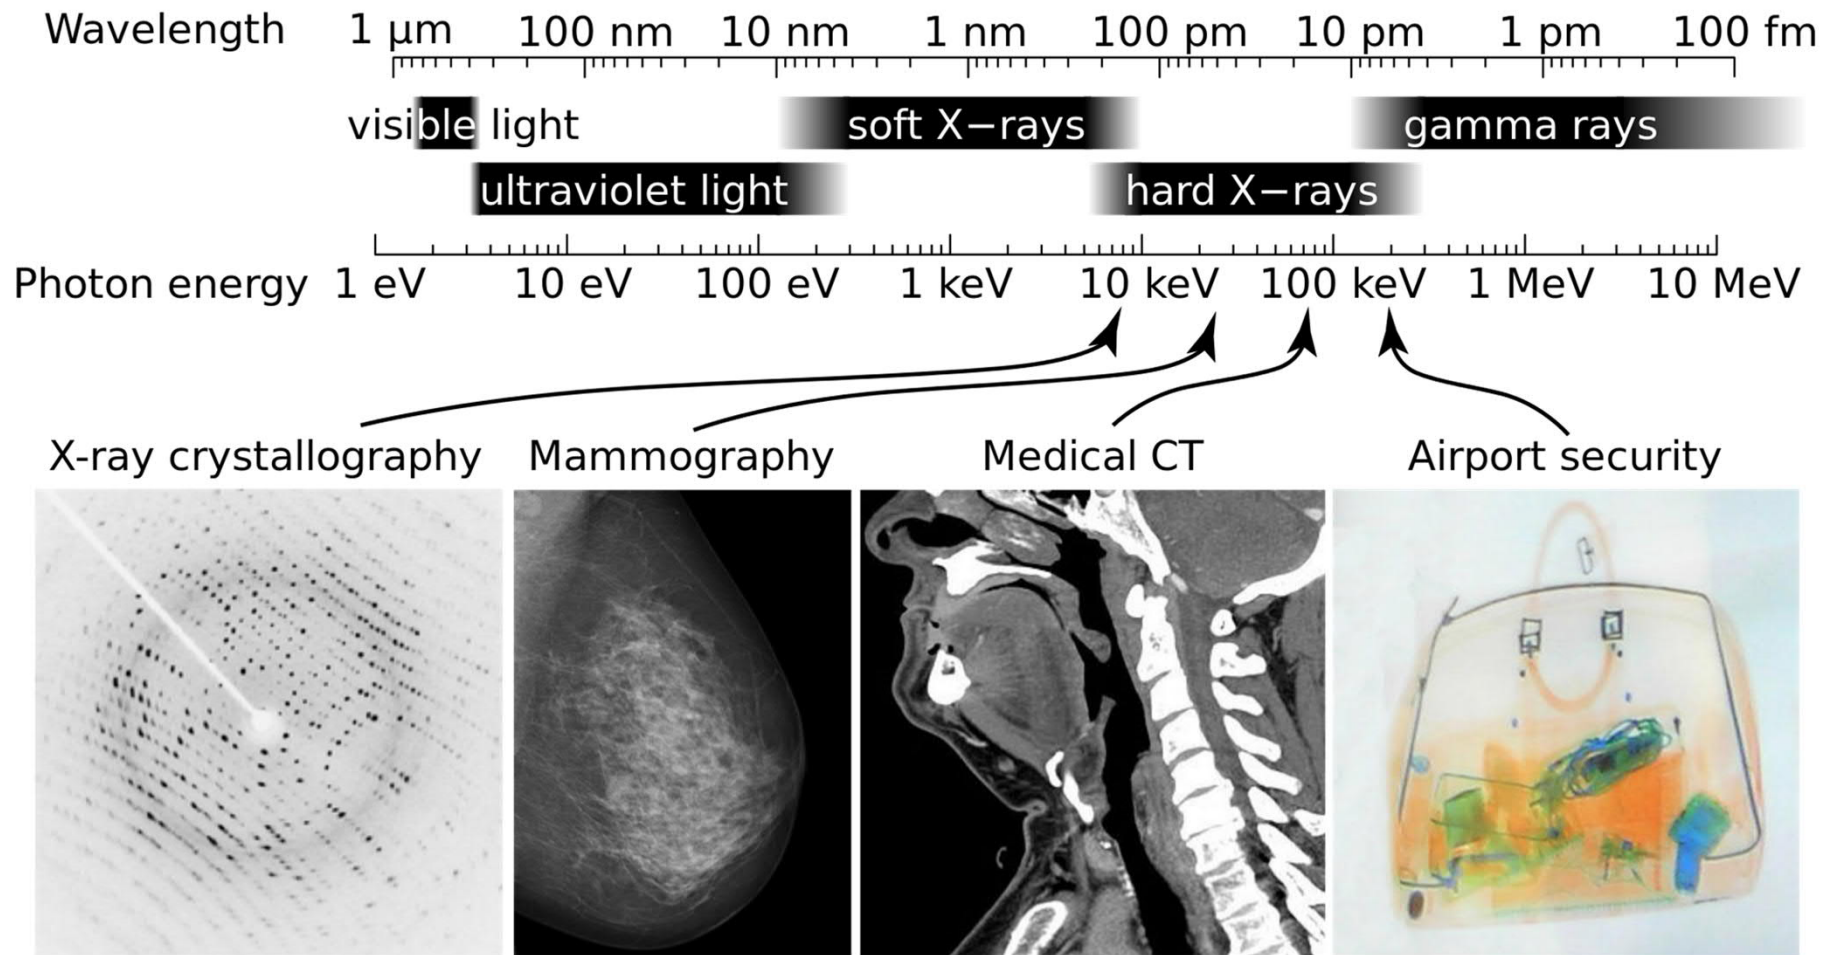 Wavelength 1 µm 100 nm 10 nm 1 nm 100 pm 10 pm 1 pm 100 fm
visible light soft X−rays gamma rays
ultraviolet light hard X−rays
Photon energy 1 eV 10 eV 100 eV 1 keV 10 keV 100 keV 1 MeV 10 MeV
X-ray crystallography Mammography Medical CT Airport security